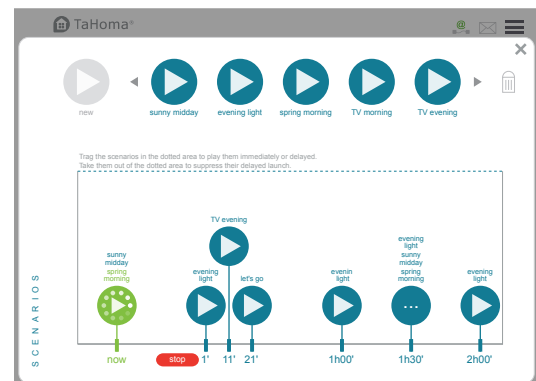 TaHoma®
@
new
sunny midday
evening light
spring morning
TV morning
TV evening
Trag the scenarios in the dotted area to play them immediately or delayed.
Take them out of the dotted area to suppress their delayed launch.
SCENARIOS
sunny
midday
spring
morning
evening
light
TV evening
let's go
evenin
light
evening
light
sunny
midday
spring
morning
...
evening
light
now
stop
1'
11'
21'
1h00'
1h30'
2h00'